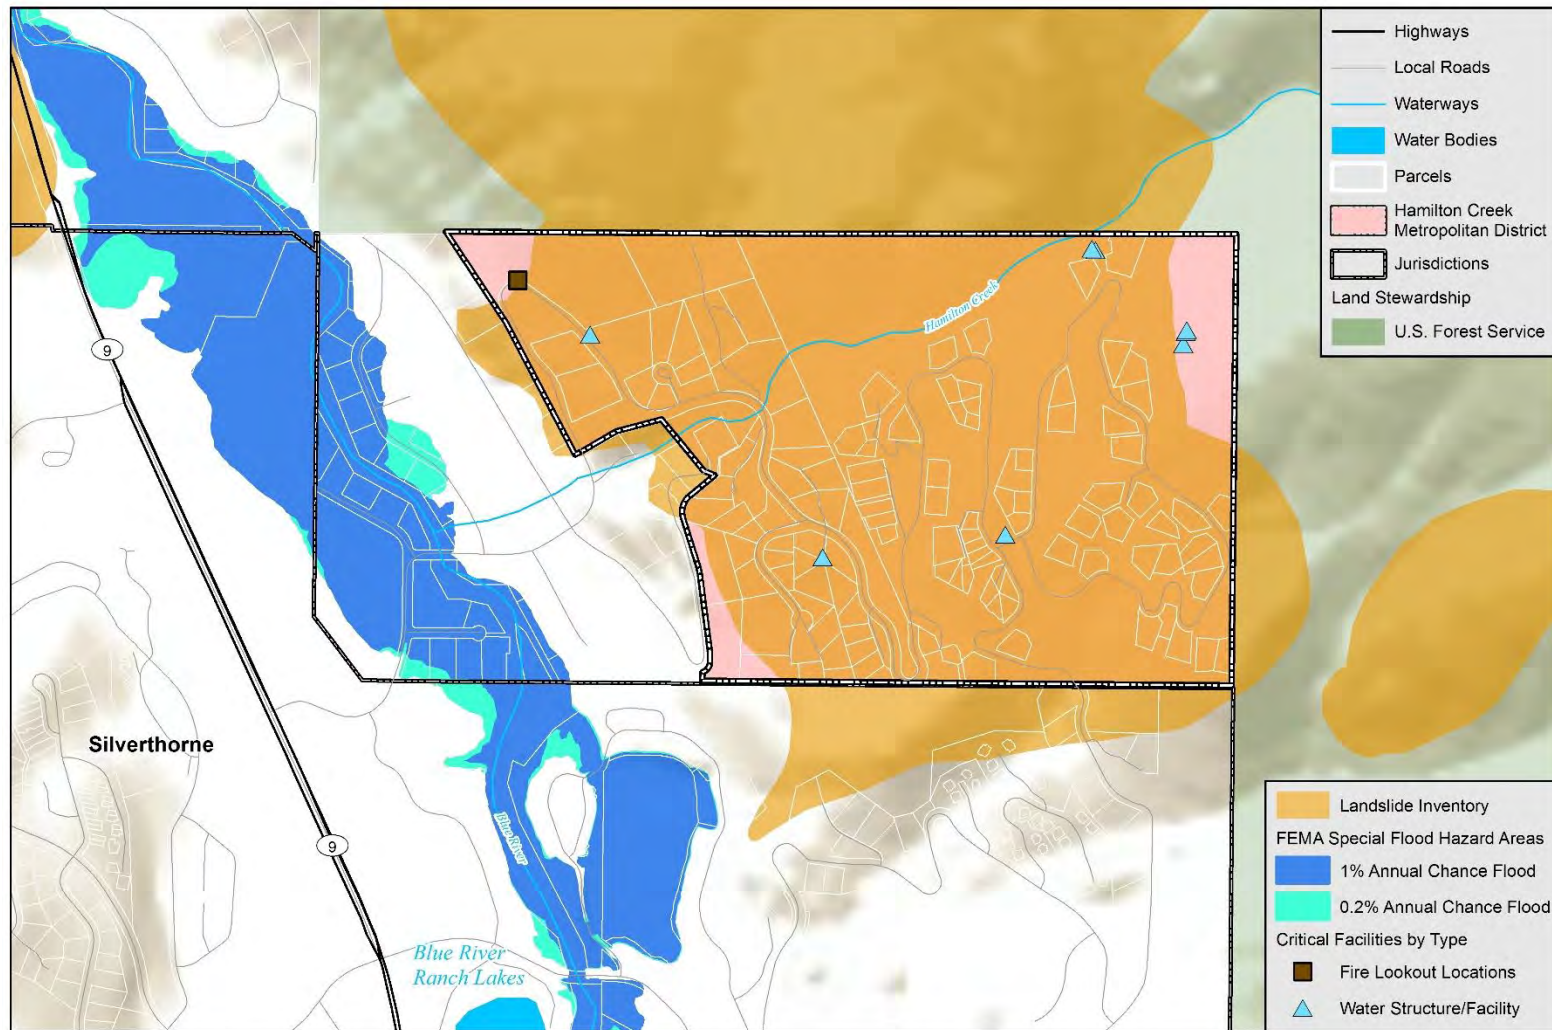 Highways
Local Roads
Waterways
Water Bodies
Parcels
Hamilton Creek
Metropolitan District
Jurisdictions
Land Stewardship
U.S. Forest Service
Hamilton Creek
9
Silverthorne
Blue River
9
Blue River
Ranch Lakes
Landslide Inventory
FEMA Special Flood Hazard Areas
1% Annual Chance Flood
0.2% Annual Chance Flood
Critical Facilities by Type
Fire Lookout Locations
Water Structure/Facility